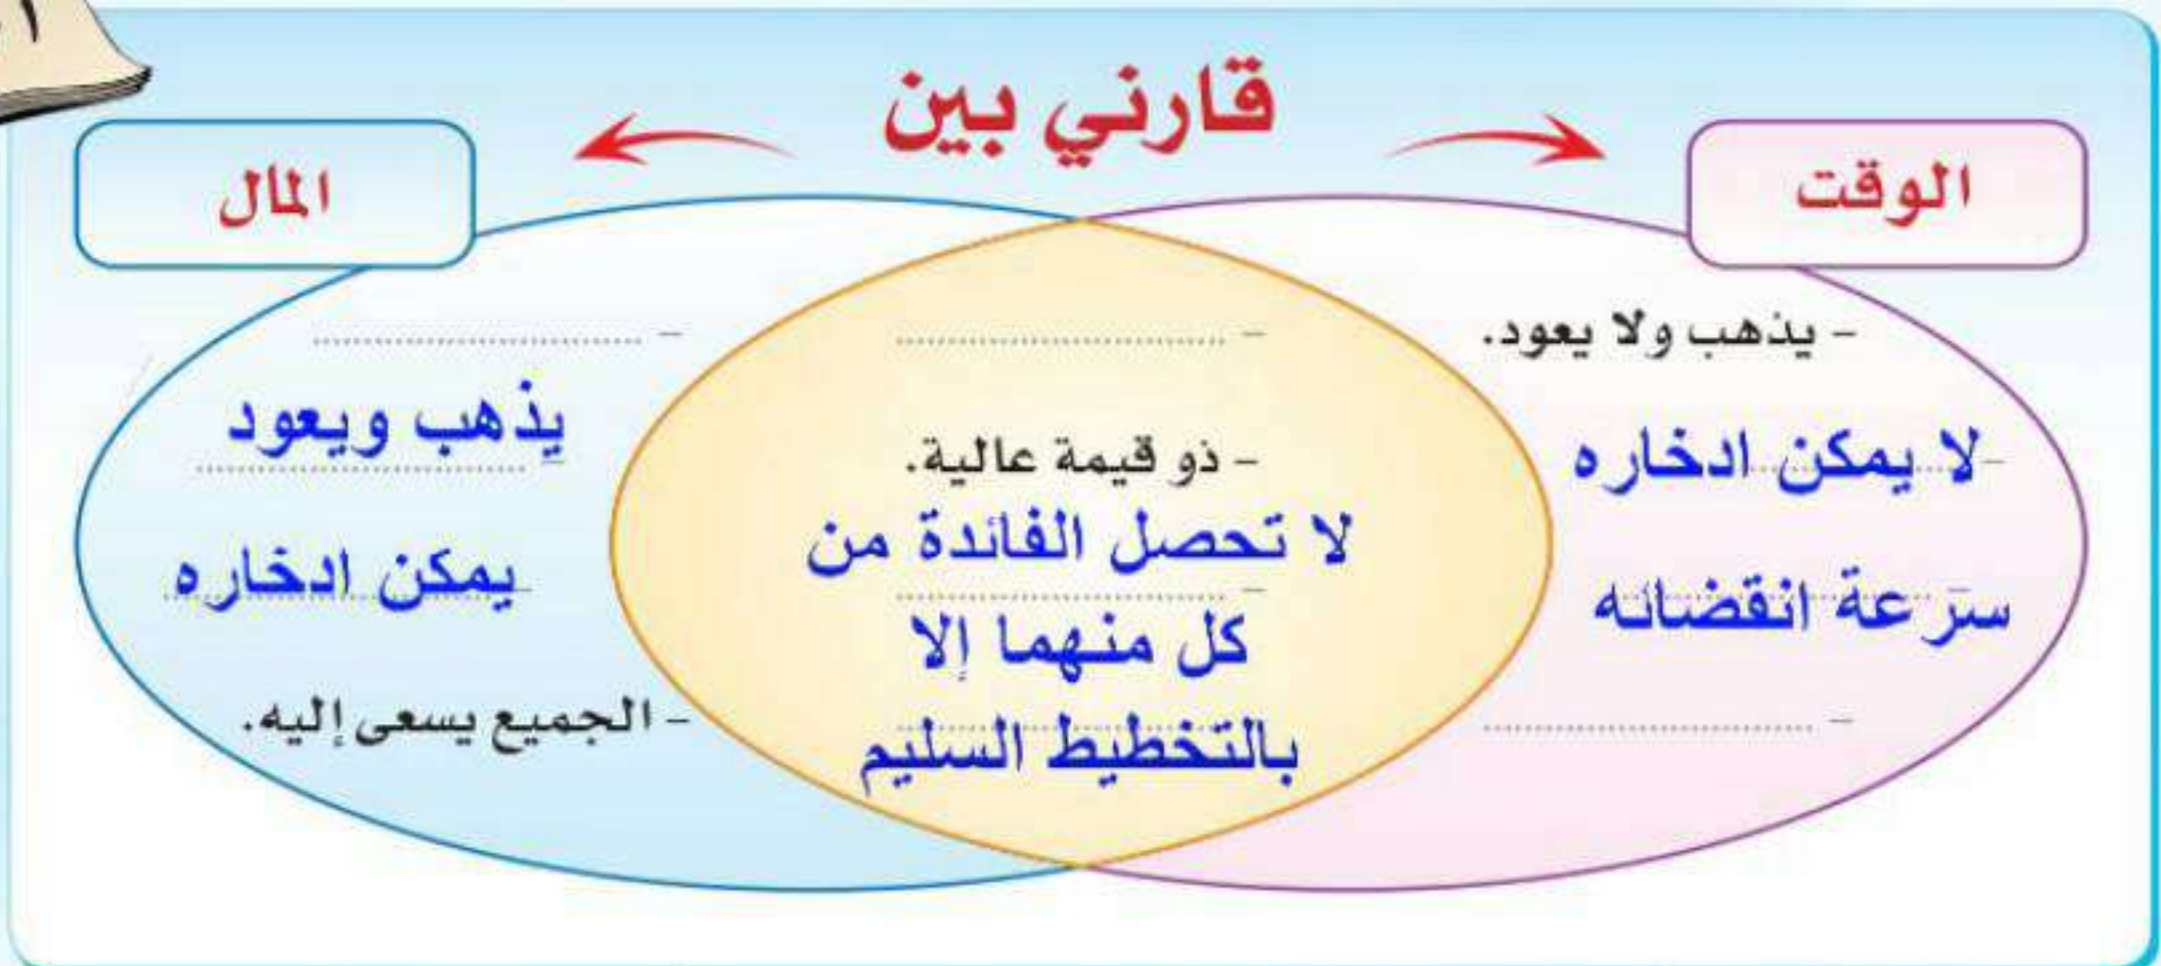 قارني بين
الوقت
- يذهب ولا يعود.
- لا يمكن ادخاره
سرعة انقضائه
- ........................
- ........................
- ذو قيمة عالية.
لا تحصل الفائدة من
كل منهما إلا
بالتخطيط السليم
المال
- ........................
يذهب ويعود
يمكن ادخاره
- الجميع يسعى إليه.